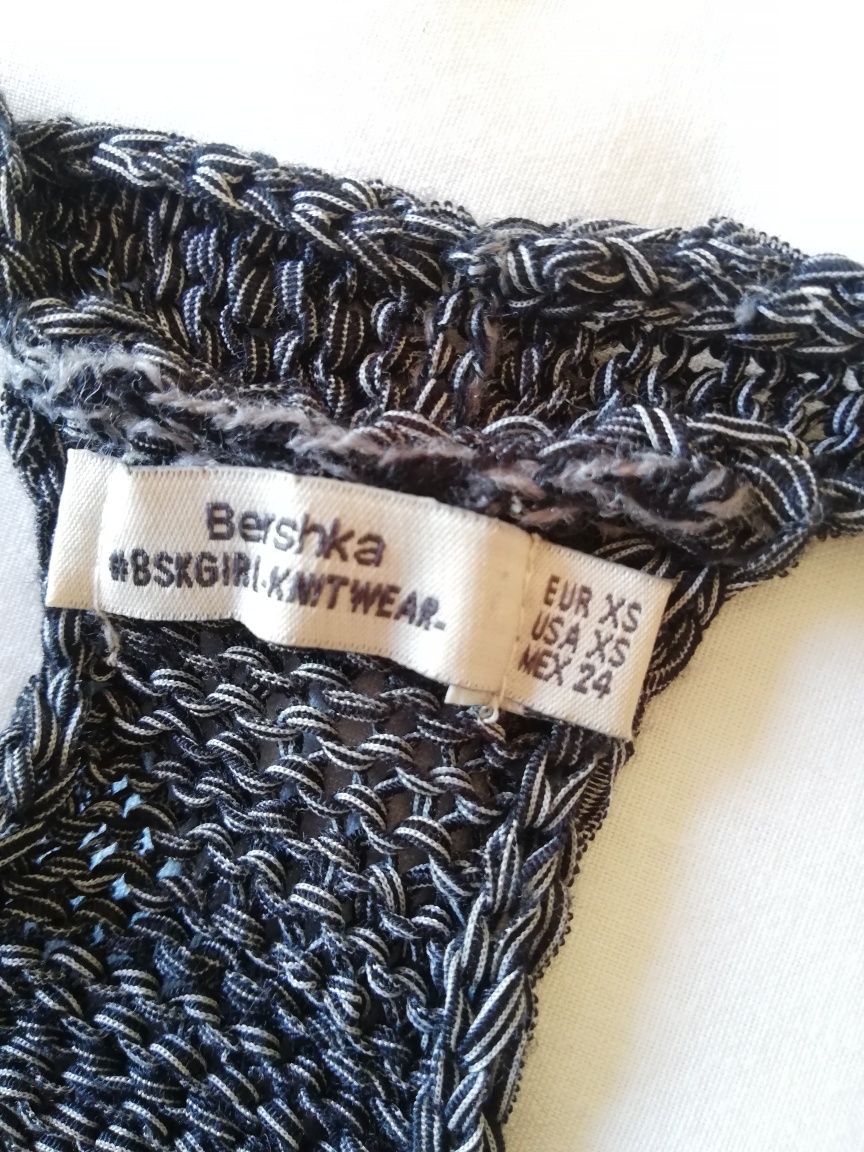 Bershka
#BSKGIRL·KNITWEAR-
EUR XS
USA XS
MEX 24